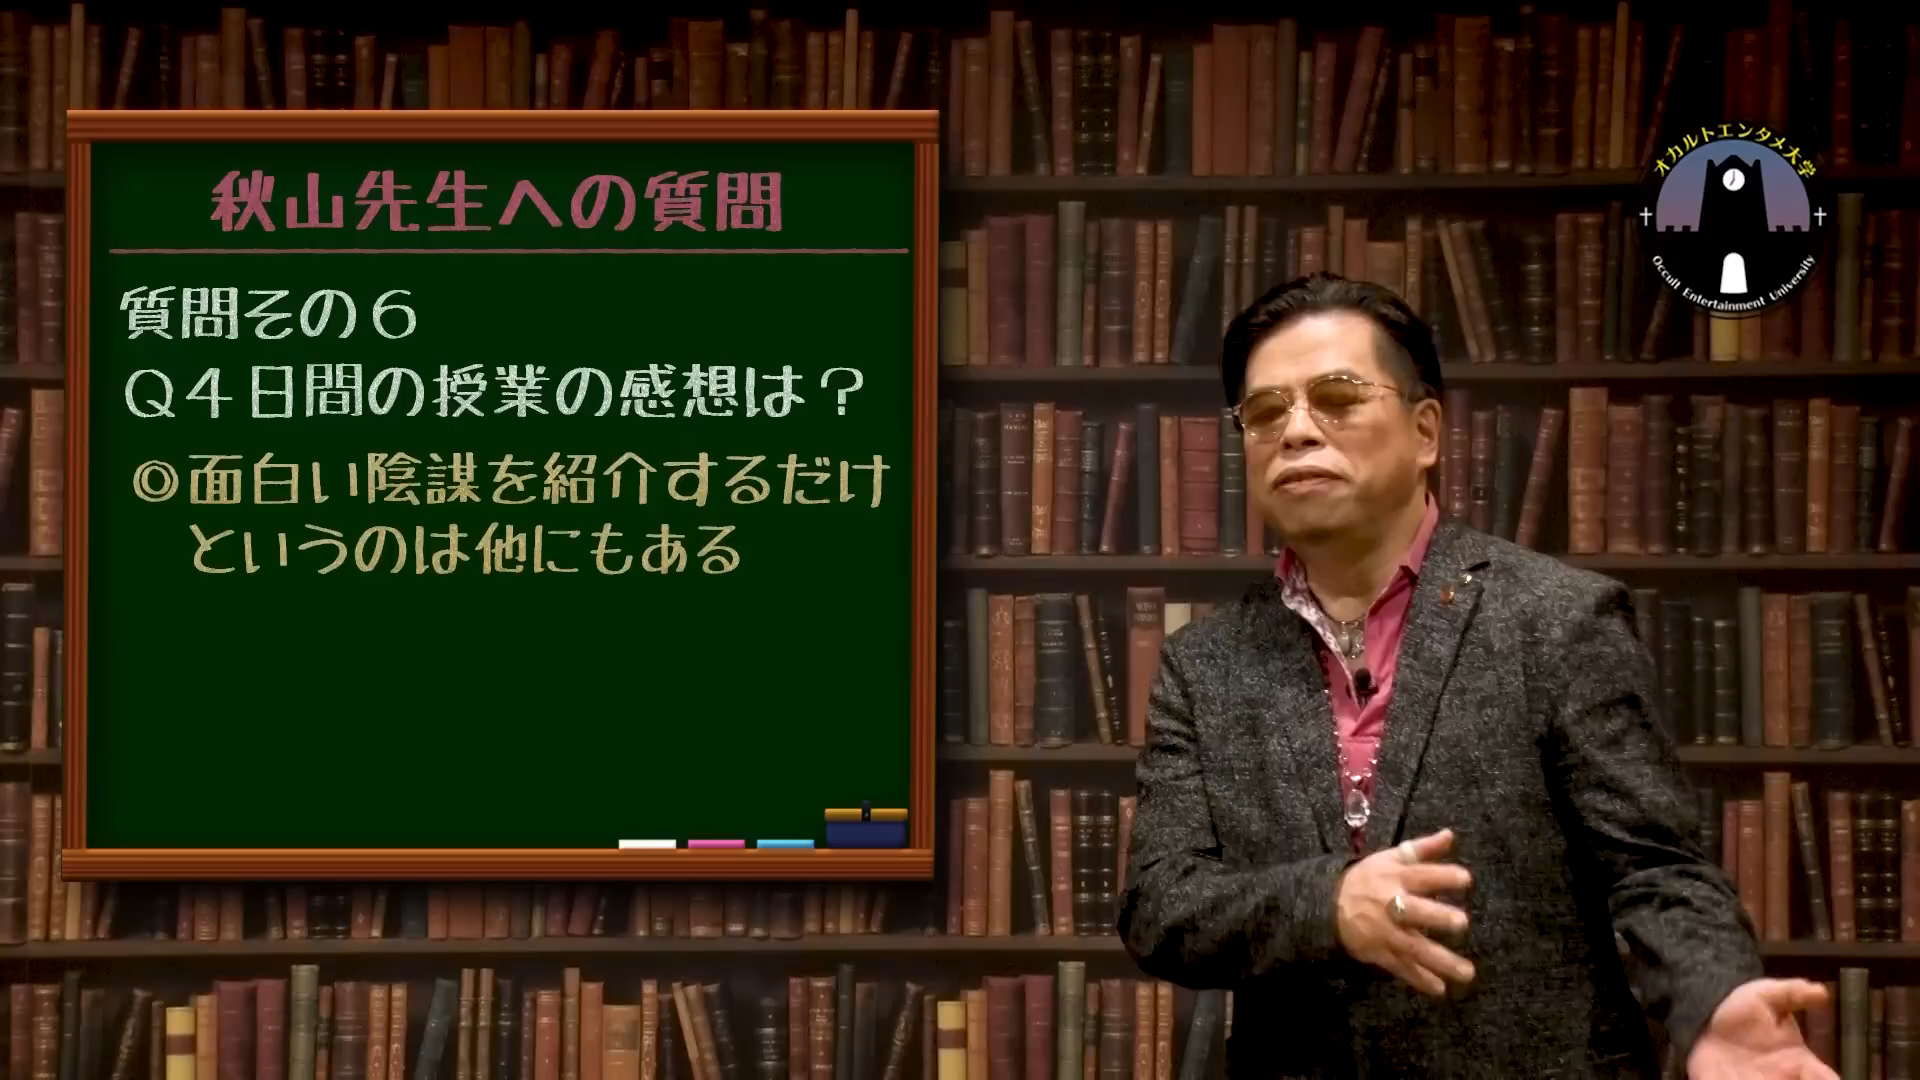 秋山先生への質問
質問その6
Q4日間の授業の感想は？
◎面白い陰謀を紹介するだけ
というのは他にもある
オカルトエンタメ大学
Occult Entertainment University